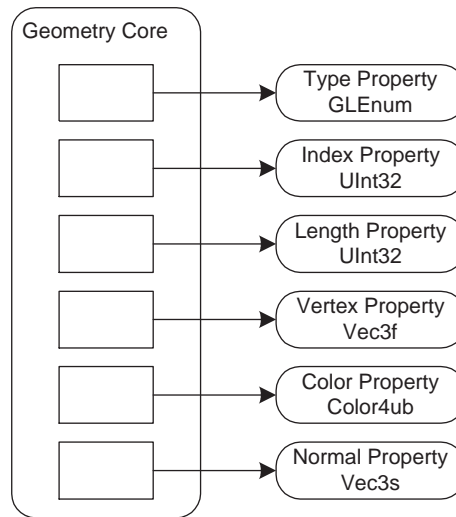 Geometry Core
Type Property
GLEnum
Index Property
UInt32
Length Property
UInt32
Vertex Property
Vec3f
Color Property
Color4ub
Normal Property
Vec3s